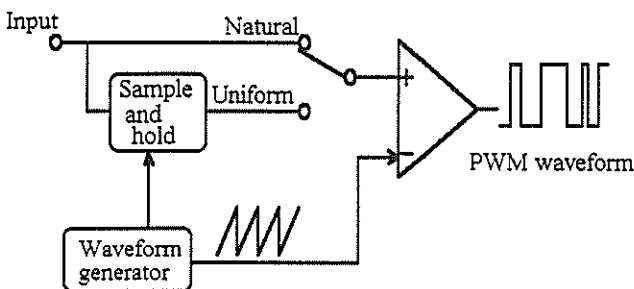 Input
Natural
Sample
and
hold
Uniform
+
−
PWM waveform
Waveform
generator